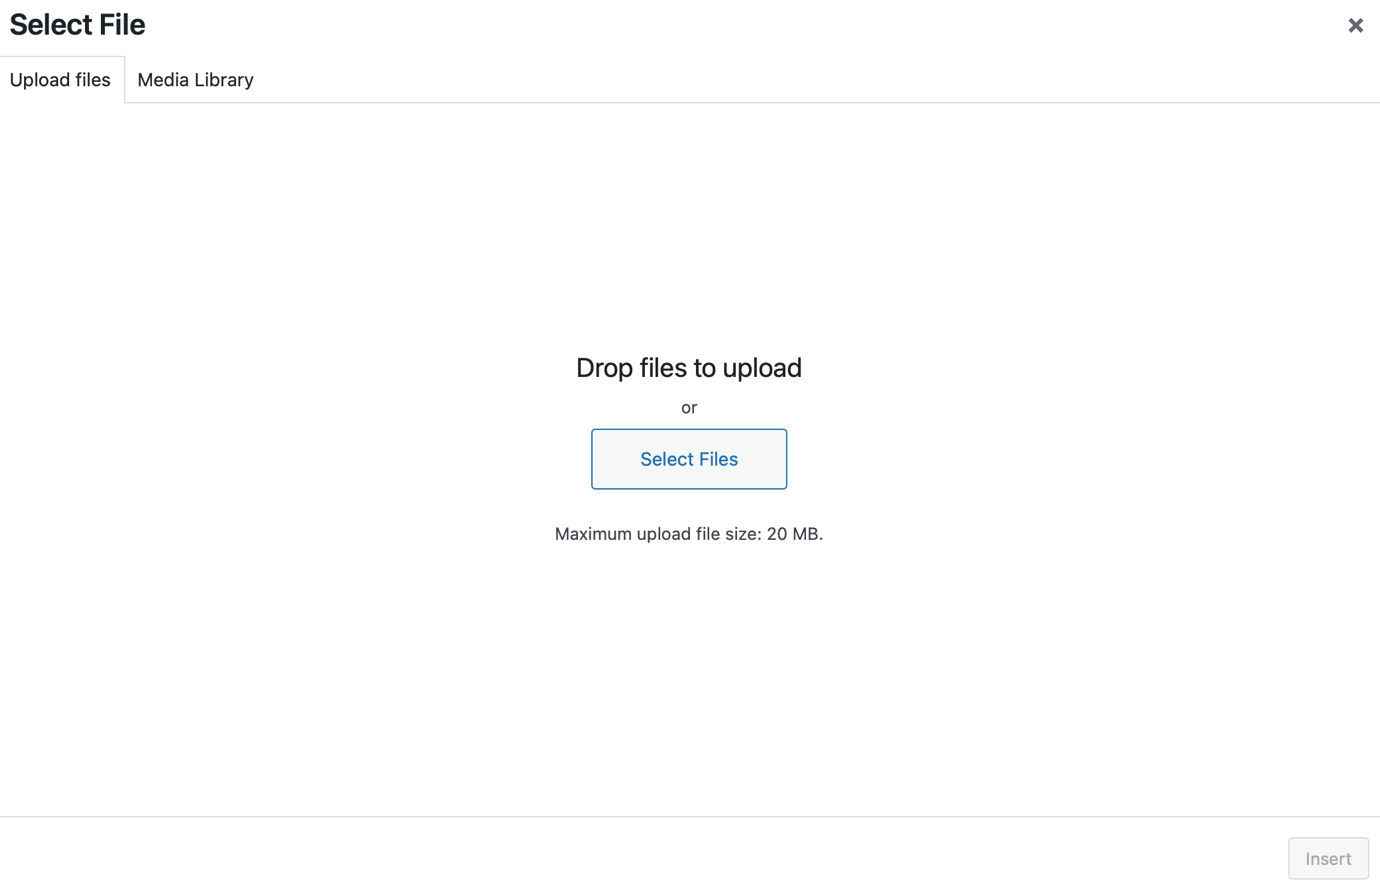 Select File
Upload files
Media Library
Drop files to upload
or
Select Files
Maximum upload file size: 20 MB.
Insert